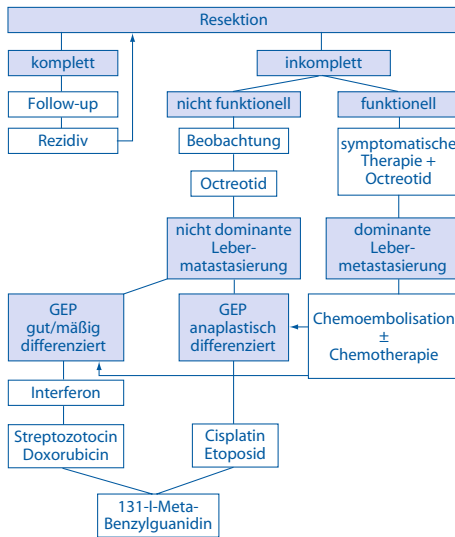 Resektion
komplett
inkomplett
Follow-up
nicht funktionell
funktionell
Rezidiv
Beobachtung
symptomatische
Therapie +
Octreotid
Octreotid
nicht dominante
Leber-
matastasierung
dominante
Leber-
metastasierung
GEP
gut/mäßig
differenziert
GEP
anaplastisch
differenziert
Chemoembolisation
±
Chemotherapie
Interferon
Streptozotocin
Doxorubicin
Cisplatin
Etoposid
131-I-Meta-
Benzylguanidin